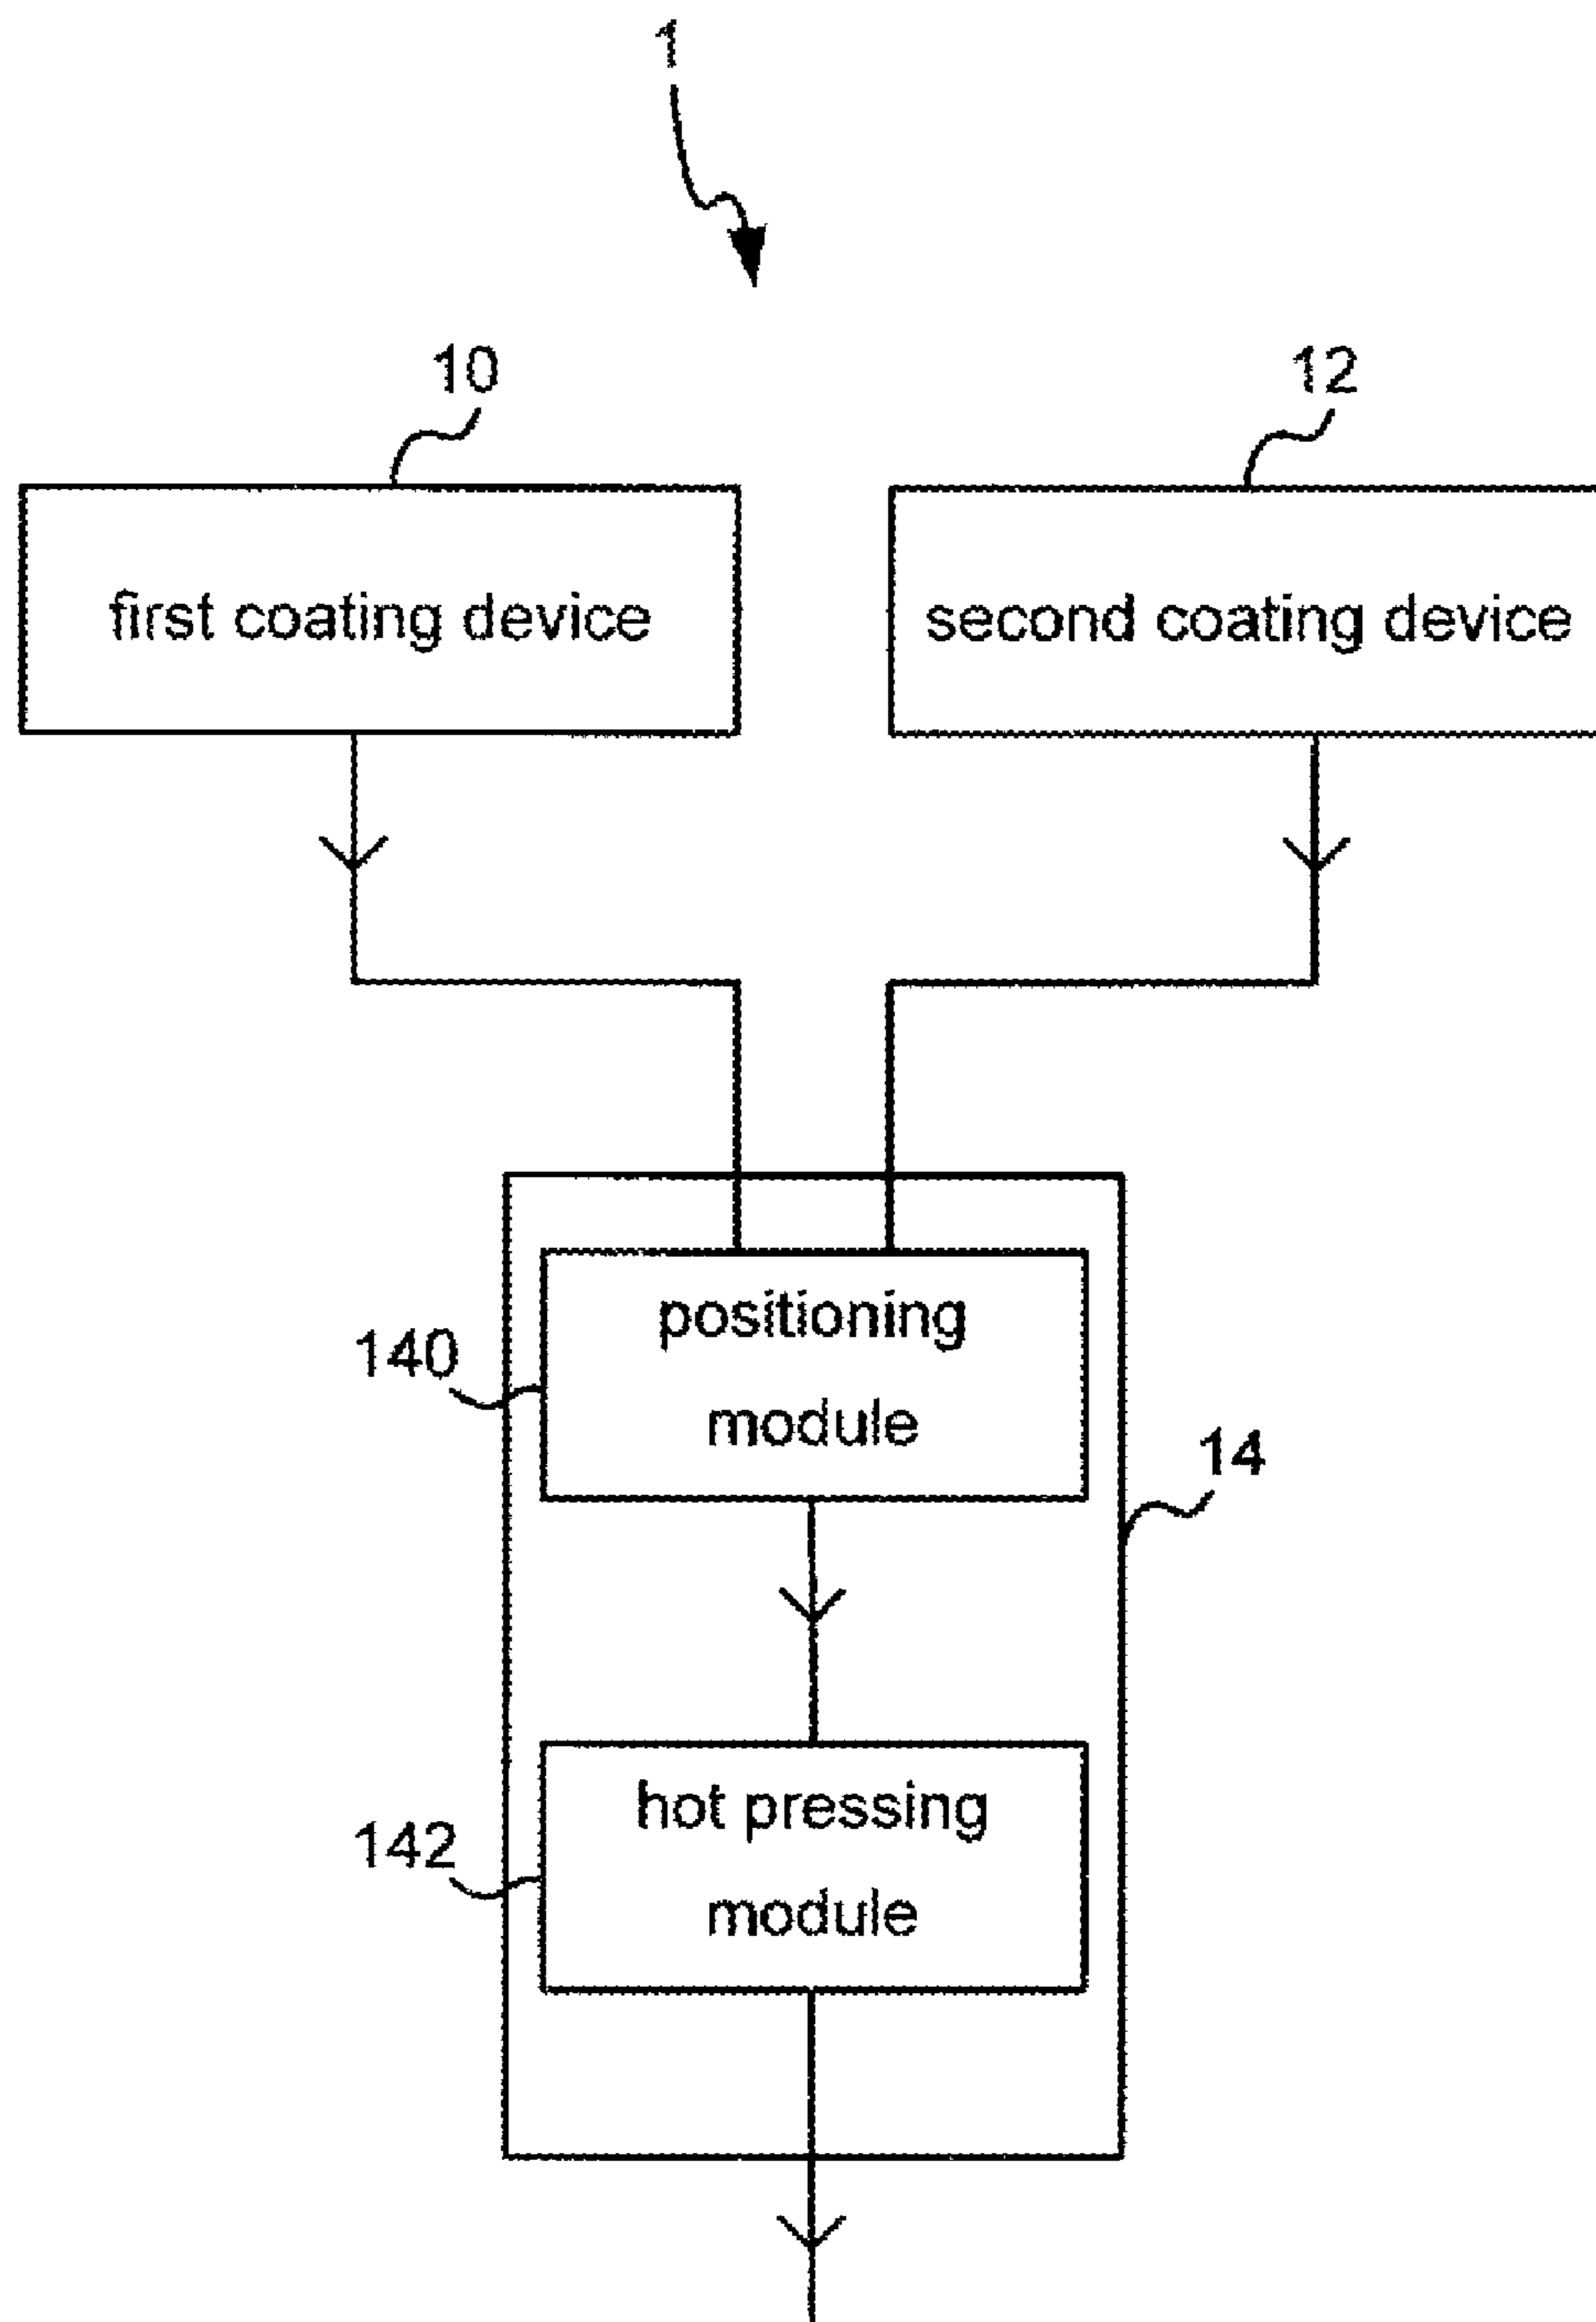 1
10
12
first coating device
second coating device
positioning
140
module
14
hot pressing
142
module